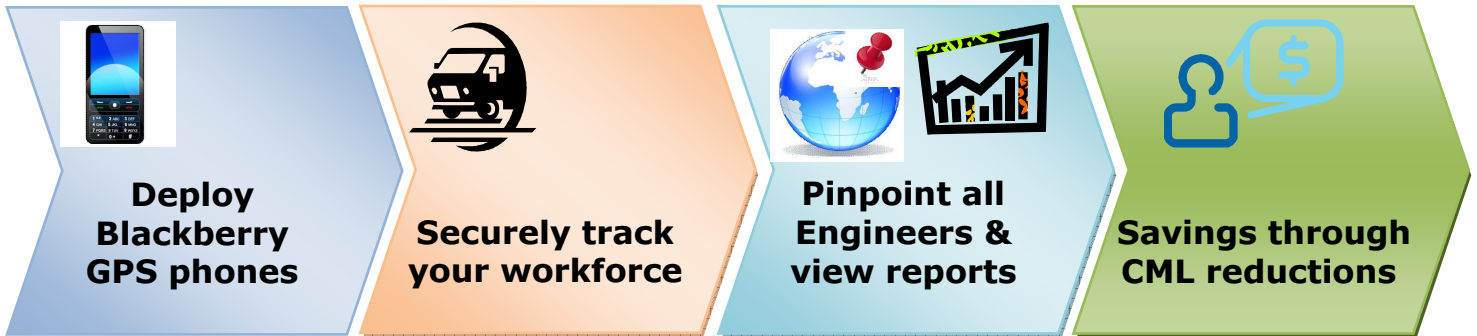 Deploy
Blackberry
GPS phones
Securely track
your workforce
Pinpoint all
Engineers &
view reports
$
Savings through
CML reductions